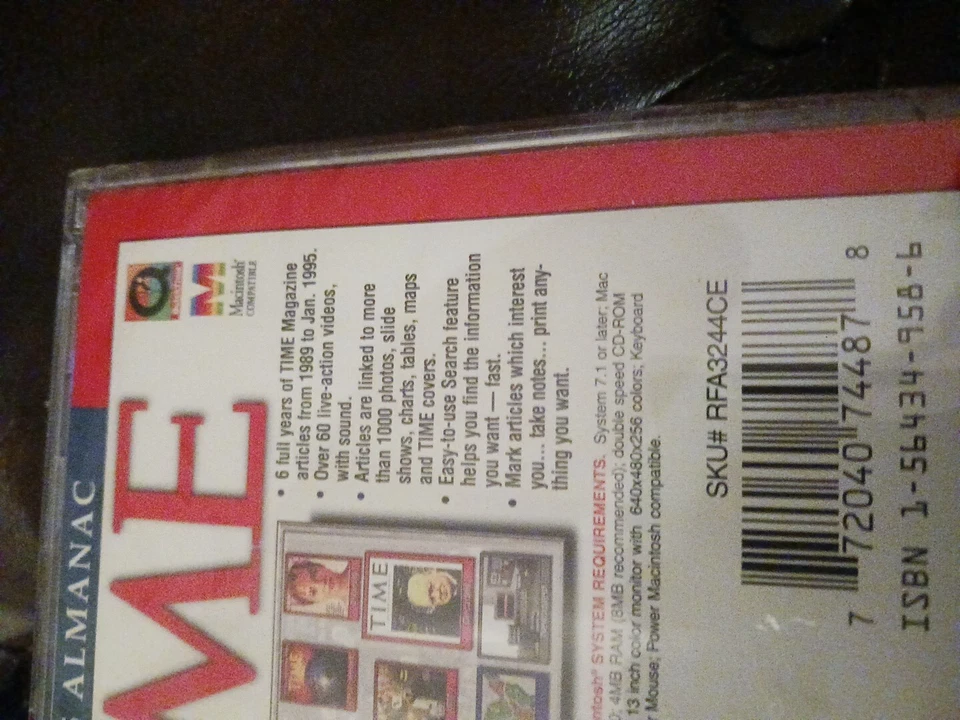 ALMANAC
ME
Macintosh
COMPATIBLE
• 6 full years of TIME Magazine
articles from 1989 to Jan. 1995.
• Over 60 live-action videos,
with sound.
• Articles are linked to more
than 1000 photos, slide
shows, charts, tables, maps
and TIME covers.
• Easy-to-use Search feature
helps you find the information
you want — fast.
• Mark articles which interest
you... take notes... print any-
thing you want.
TIME
SYSTEM REQUIREMENTS. System 7.1 or later; Mac
4MB RAM (8MB recommended); double speed CD-ROM
13 inch color monitor with 640x480x256 colors; Keyboard
Mouse; Power Macintosh compatible.
SKU# RFA3244CE
7 72040 74487 8
ISBN 1-56434-958-6